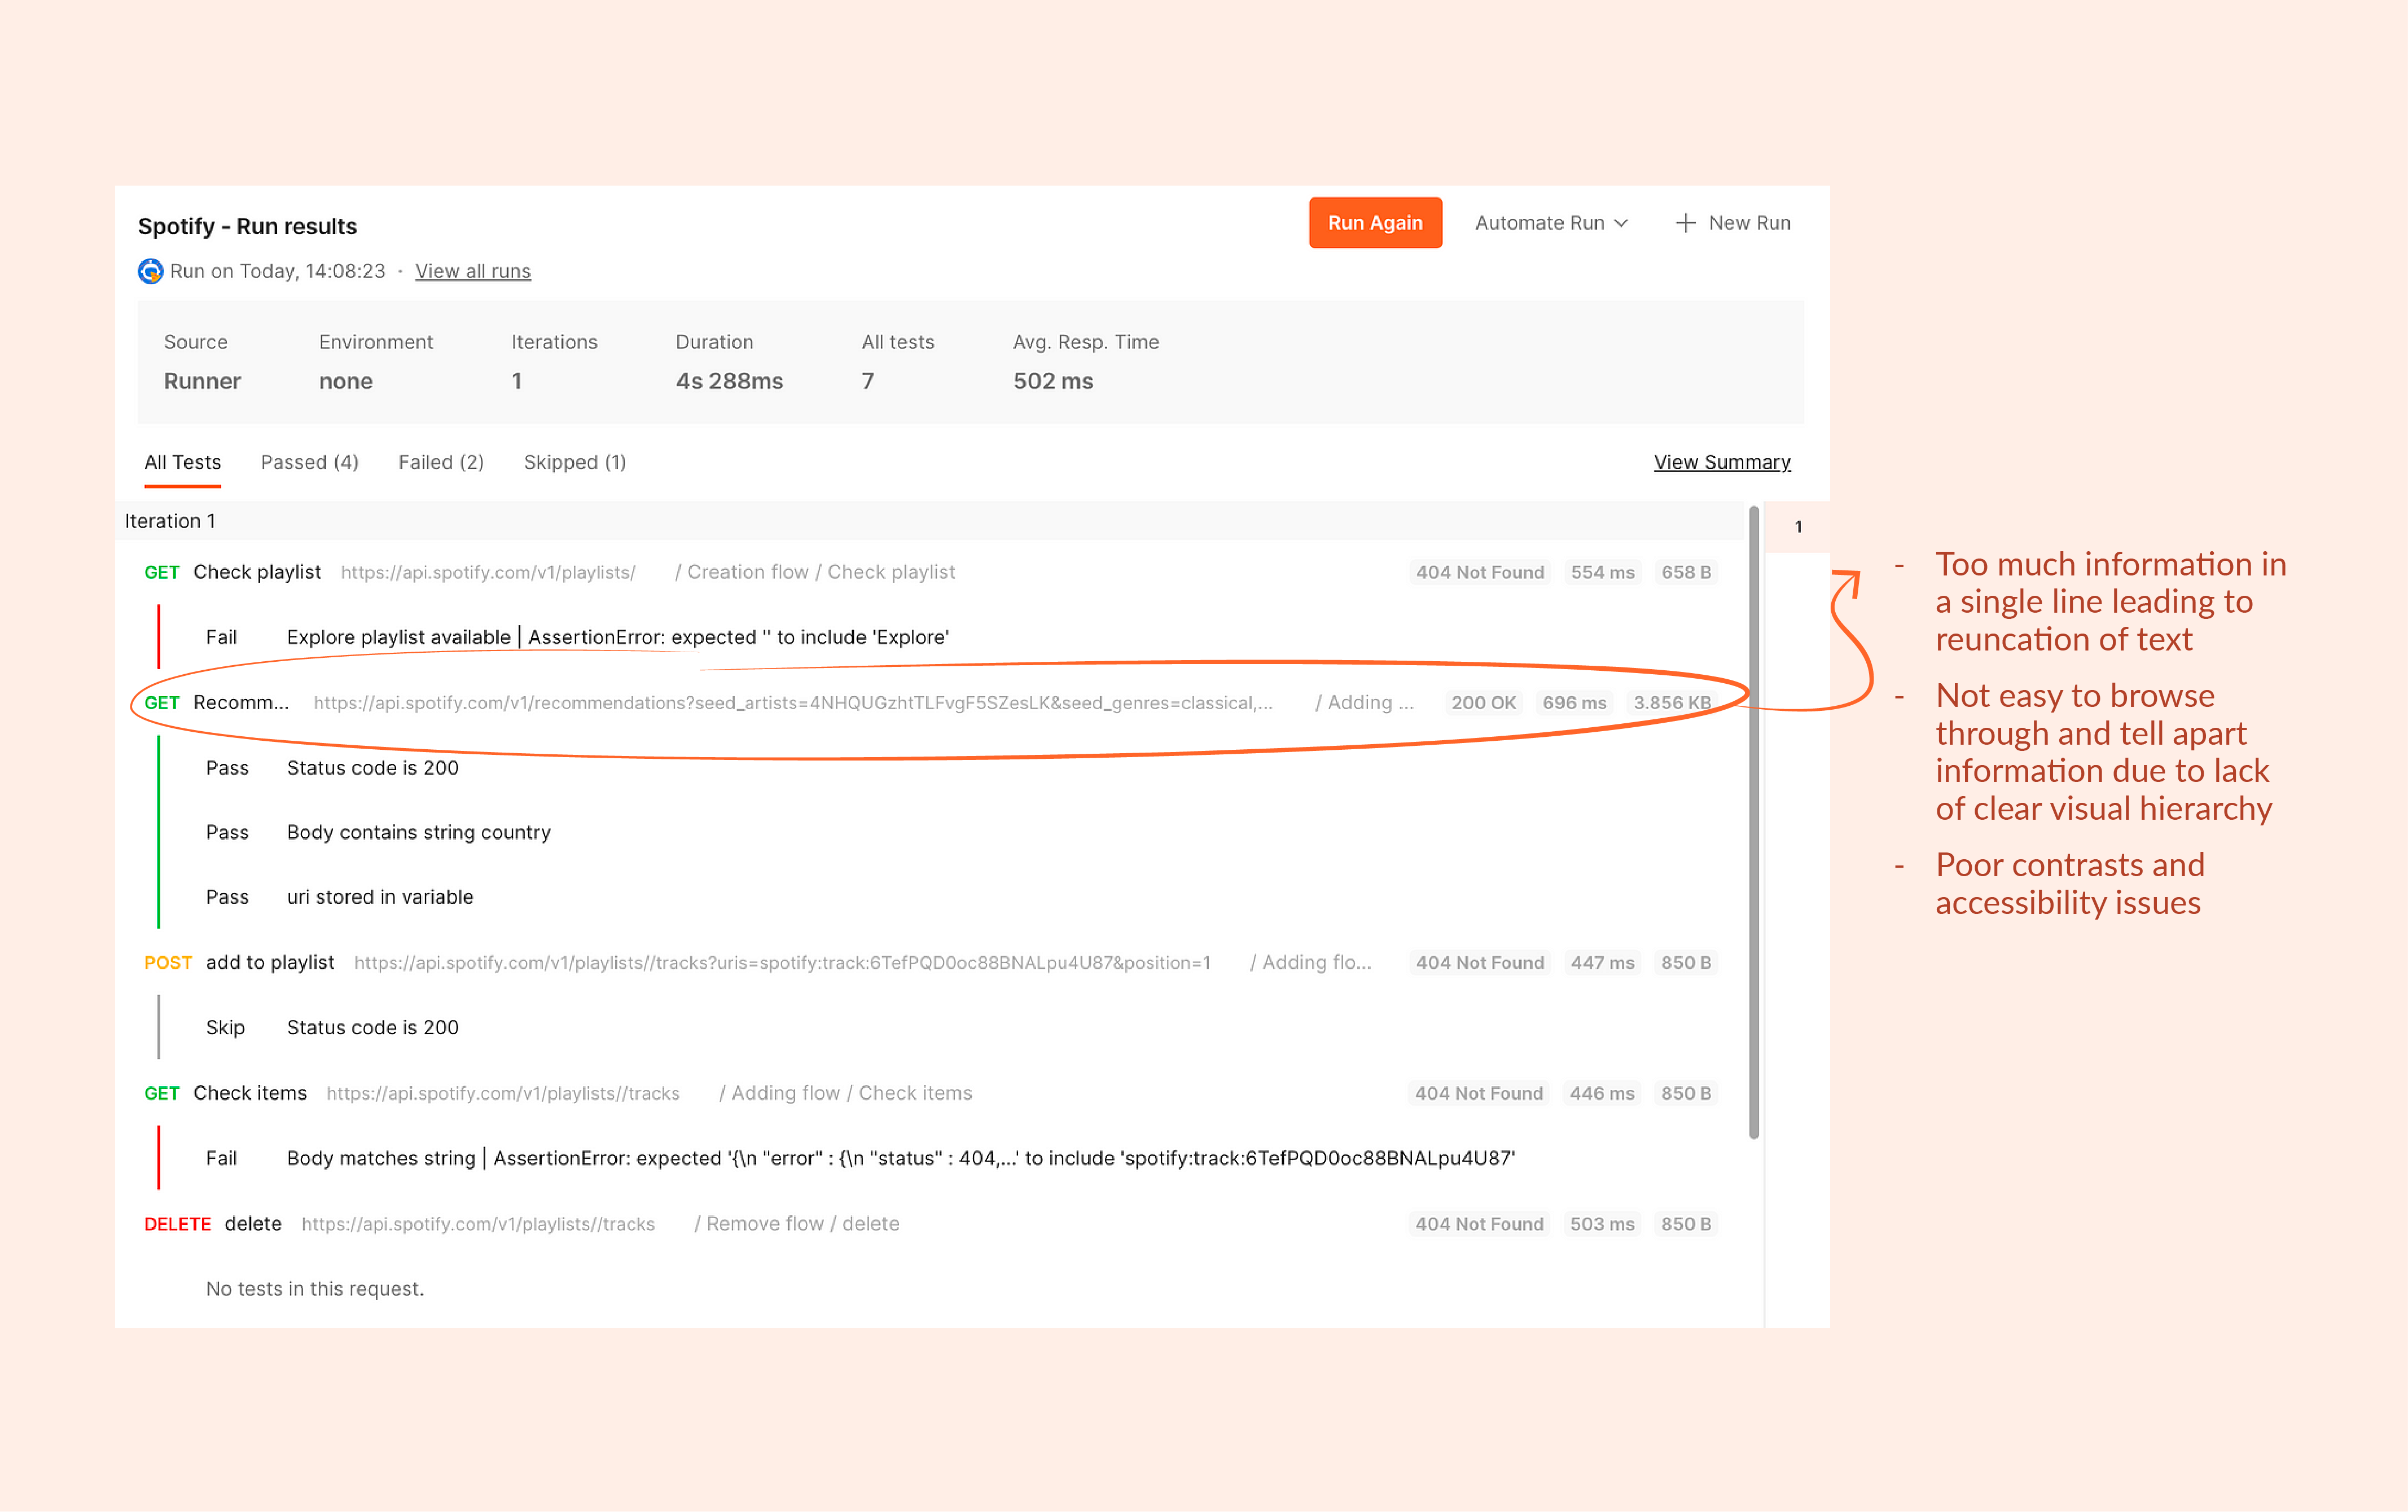 Spotify - Run results
Run Again
Automate Run
New Run
Run on Today, 14:08:23 · View all runs
Source Environment Iterations Duration All tests Avg. Resp. Time
Runner none 1 4s 288ms 7 502 ms
All Tests Passed (4) Failed (2) Skipped (1) View Summary
Iteration 1
1
GET Check playlist https://api.spotify.com/v1/playlists/ / Creation flow / Check playlist 404 Not Found 554 ms 658 B
Fail Explore playlist available | AssertionError: expected '' to include 'Explore'
GET Recomm... https://api.spotify.com/v1/recommendations?seed_artists=4NHQUGzhtTLFvgF5SZesLK&seed_genres=classical,... / Adding ... 200 OK 696 ms 3.856 KB
Pass Status code is 200
Pass Body contains string country
Pass uri stored in variable
POST add to playlist https://api.spotify.com/v1/playlists//tracks?uris=spotify:track:6TefPQD0oc88BNALpu4U87&position=1 / Adding flo... 404 Not Found 447 ms 850 B
Skip Status code is 200
GET Check items https://api.spotify.com/v1/playlists//tracks / Adding flow / Check items 404 Not Found 446 ms 850 B
Fail Body matches string | AssertionError: expected '{\n "error" : {\n "status" : 404,...' to include 'spotify:track:6TefPQD0oc88BNALpu4U87'
DELETE delete https://api.spotify.com/v1/playlists//tracks / Remove flow / delete 404 Not Found 503 ms 850 B
No tests in this request.
- Too much information in
a single line leading to
reuncation of text
- Not easy to browse
through and tell apart
information due to lack
of clear visual hierarchy
- Poor contrasts and
accessibility issues